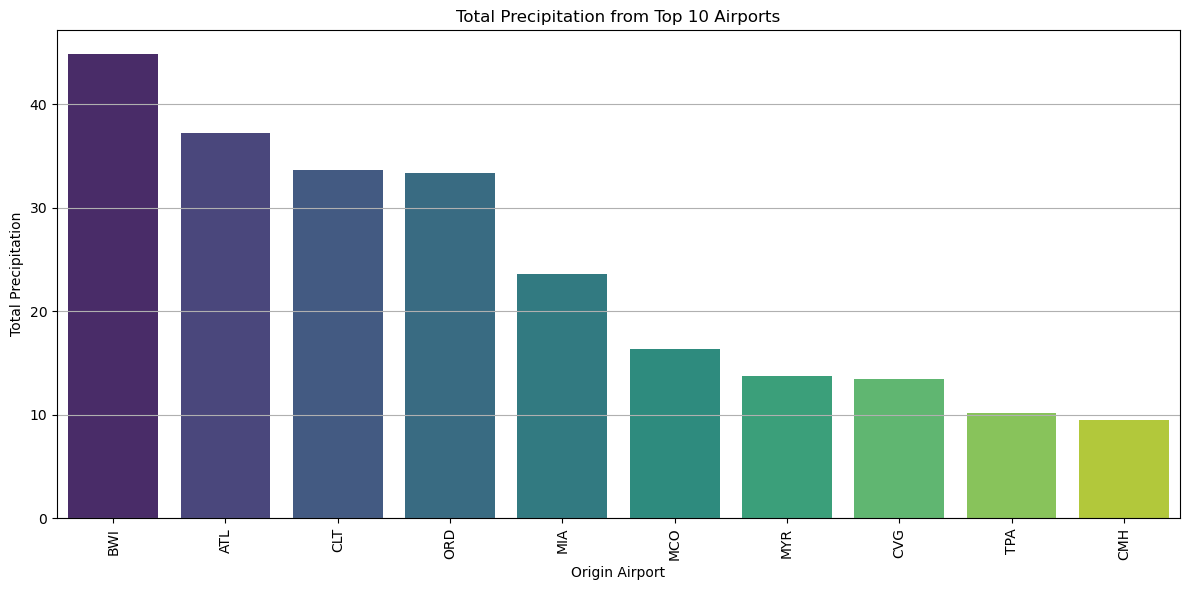 Total Precipitation from Top 10 Airports
Total Precipitation
40
30
20
10
0
BWI
ATL
CLT
ORD
MIA
MCO
MYR
CVG
TPA
CMH
Origin Airport